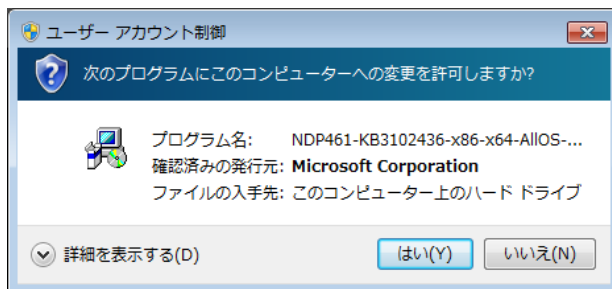 ユーザー アカウント制御
次のプログラムにこのコンピューターへの変更を許可しますか?
プログラム名: NDP461-KB3102436-x86-x64-AllOS-...
確認済みの発行元: Microsoft Corporation
ファイルの入手先: このコンピューター上のハード ドライブ
詳細を表示する(D) はい(Y) いいえ(N)